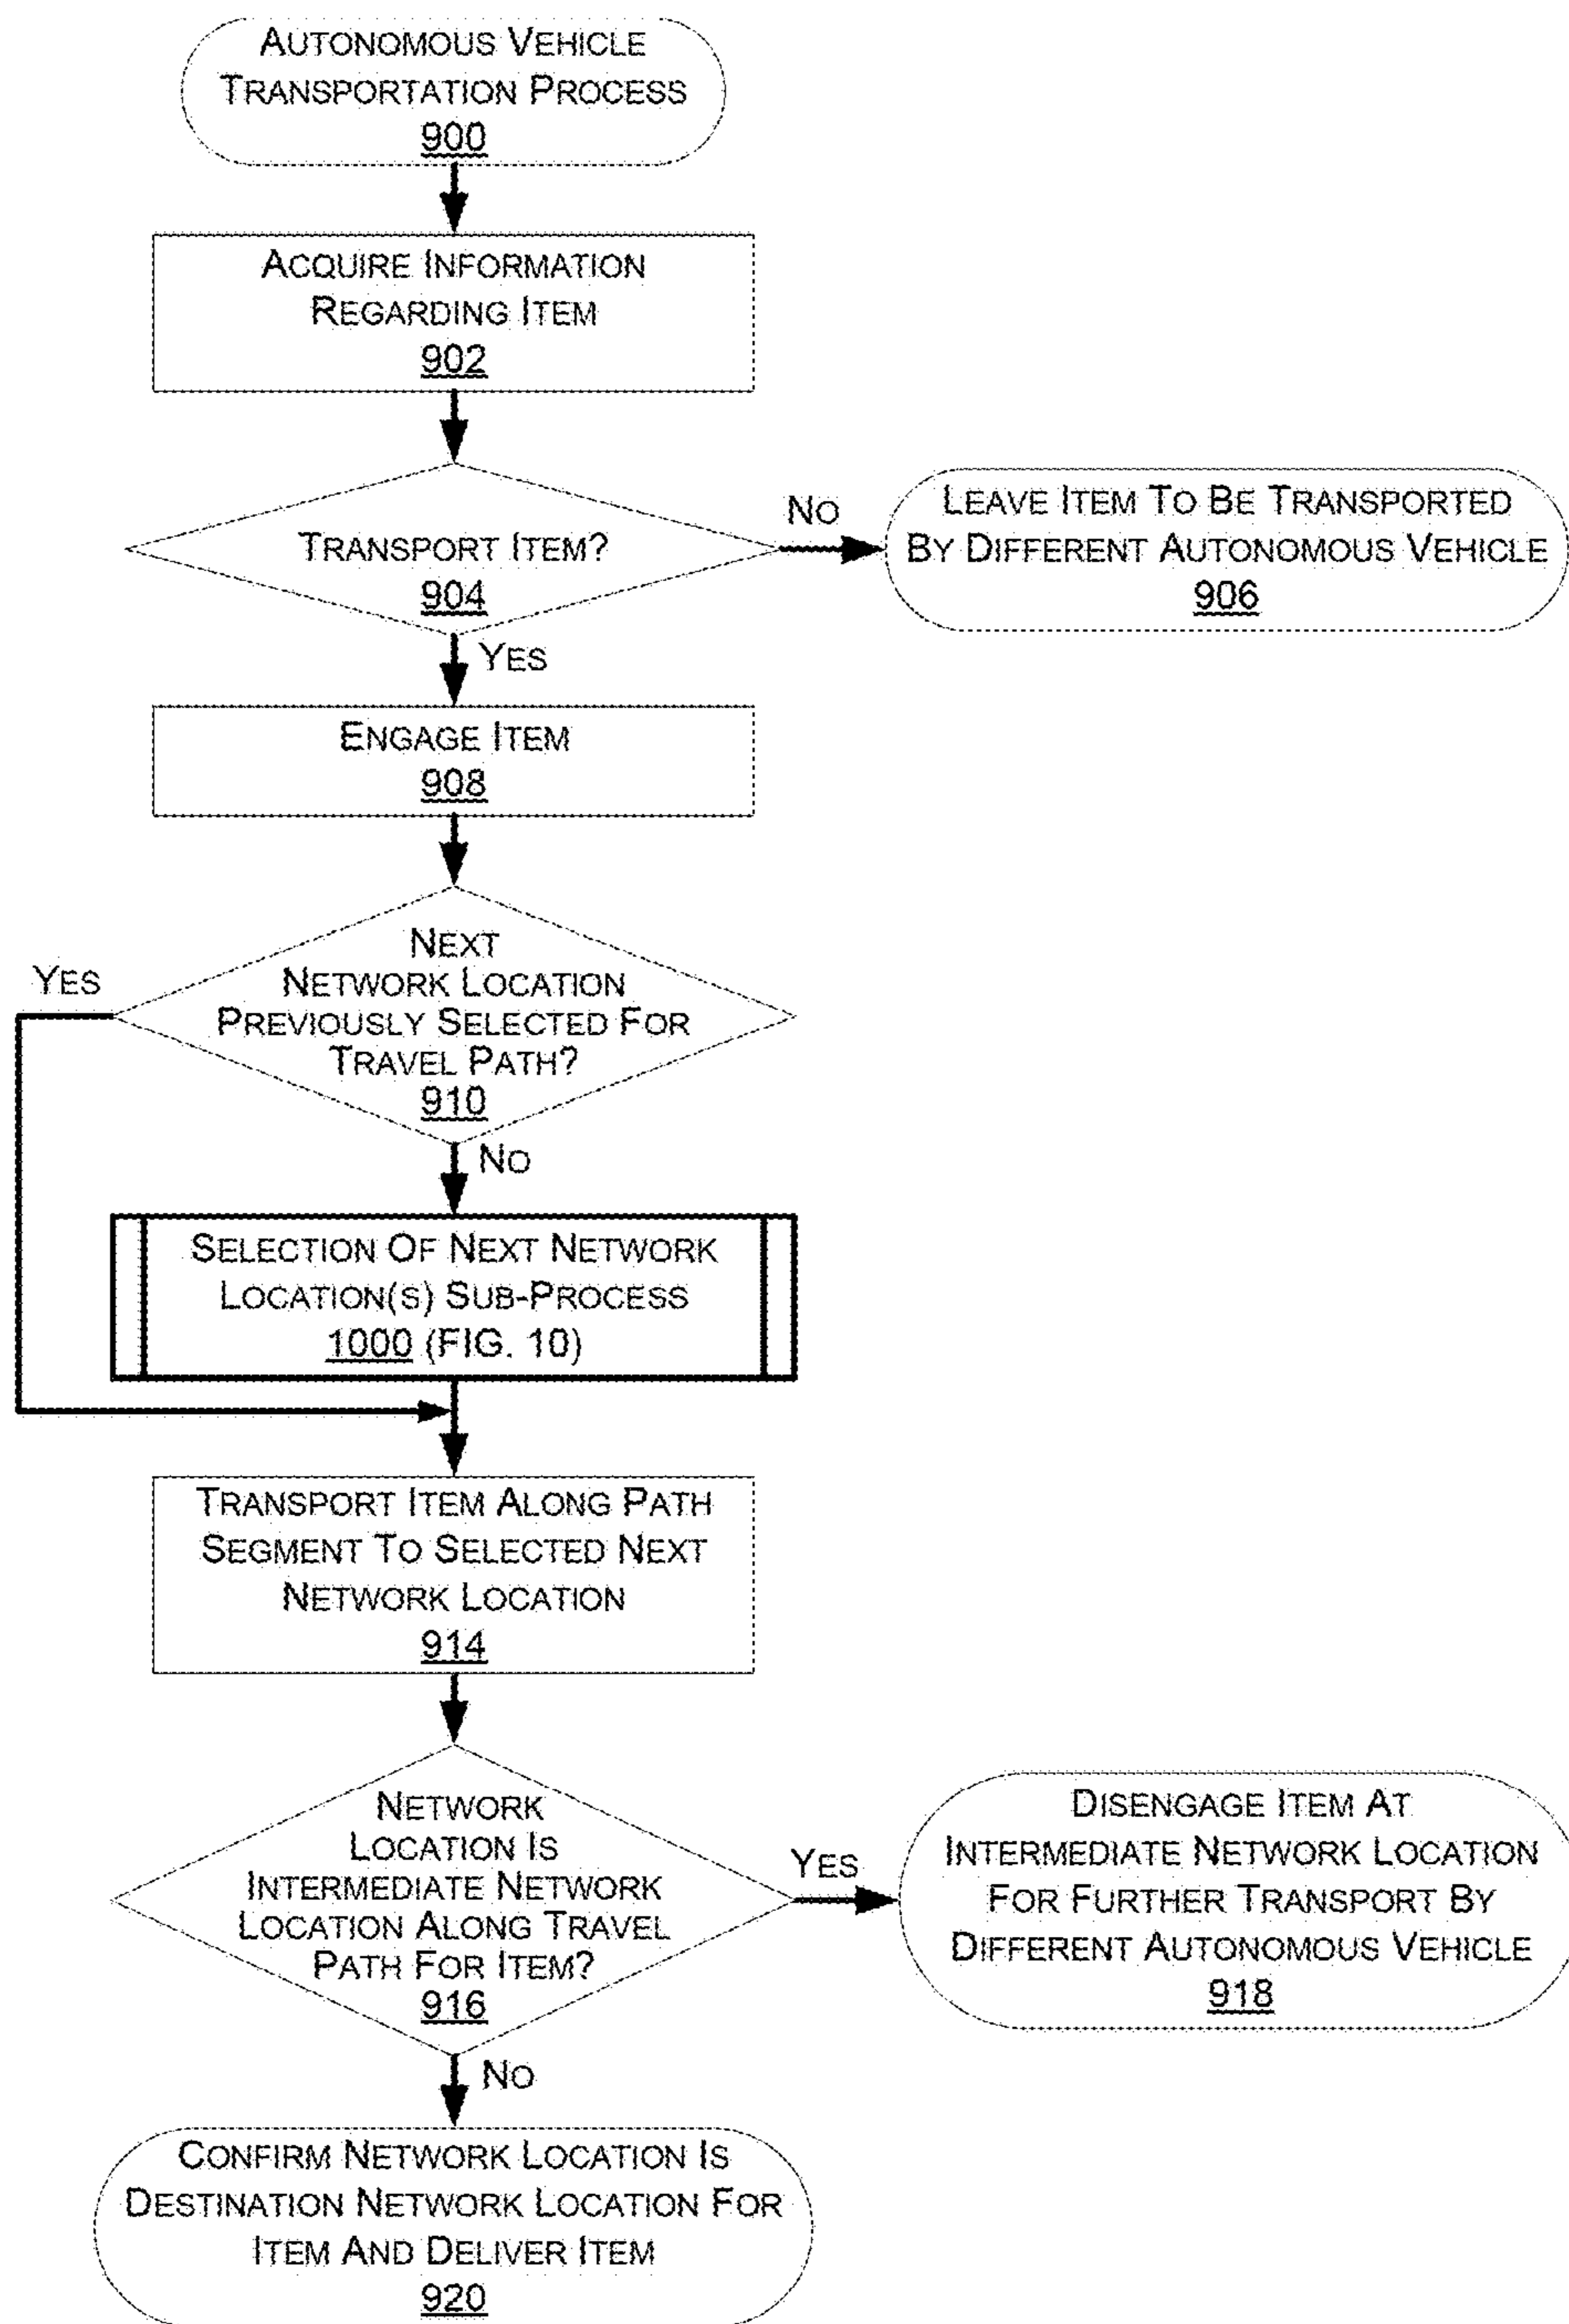 AUTONOMOUS VEHICLE
TRANSPORTATION PROCESS
900
ACQUIRE INFORMATION
REGARDING ITEM
902
TRANSPORT ITEM?
904
NO
LEAVE ITEM TO BE TRANSPORTED
BY DIFFERENT AUTONOMOUS VEHICLE
906
YES
ENGAGE ITEM
908
NEXT
NETWORK LOCATION
PREVIOUSLY SELECTED FOR
TRAVEL PATH?
910
YES
NO
SELECTION OF NEXT NETWORK
LOCATION(S) SUB-PROCESS
1000 (FIG. 10)
TRANSPORT ITEM ALONG PATH
SEGMENT TO SELECTED NEXT
NETWORK LOCATION
914
NETWORK
LOCATION IS
INTERMEDIATE NETWORK
LOCATION ALONG TRAVEL
PATH FOR ITEM?
916
YES
DISENGAGE ITEM AT
INTERMEDIATE NETWORK LOCATION
FOR FURTHER TRANSPORT BY
DIFFERENT AUTONOMOUS VEHICLE
918
NO
CONFIRM NETWORK LOCATION IS
DESTINATION NETWORK LOCATION FOR
ITEM AND DELIVER ITEM
920